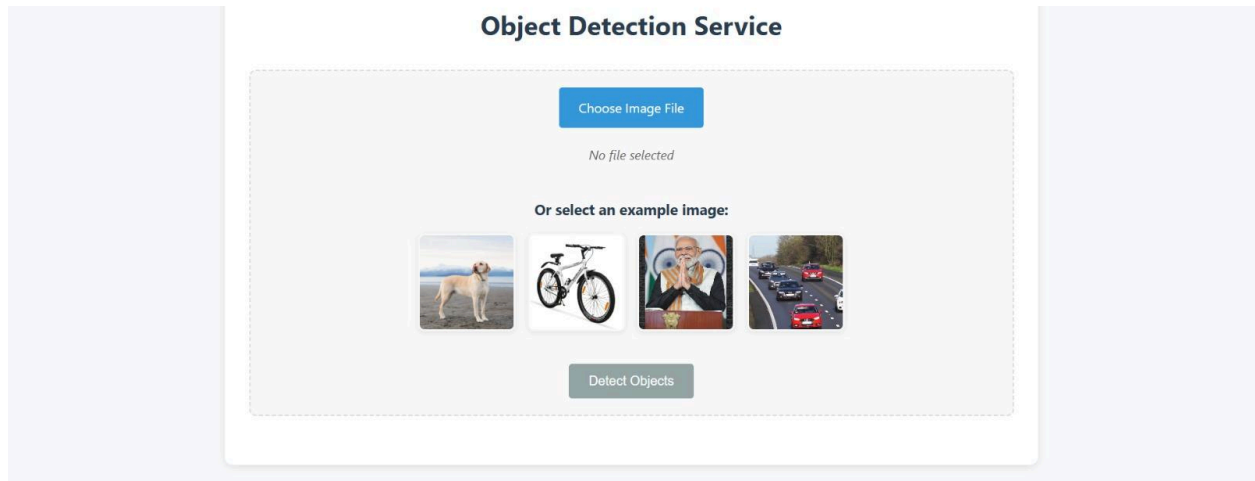 Object Detection Service
Choose Image File
No file selected
Or select an example image:
Detect Objects